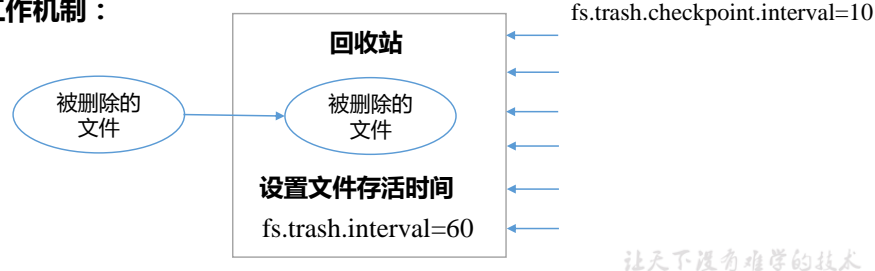 工作机制：
fs.trash.checkpoint.interval=10
回收站
被删除的
文件
被删除的
文件
设置文件存活时间
fs.trash.interval=60
让天下没有难学的技术